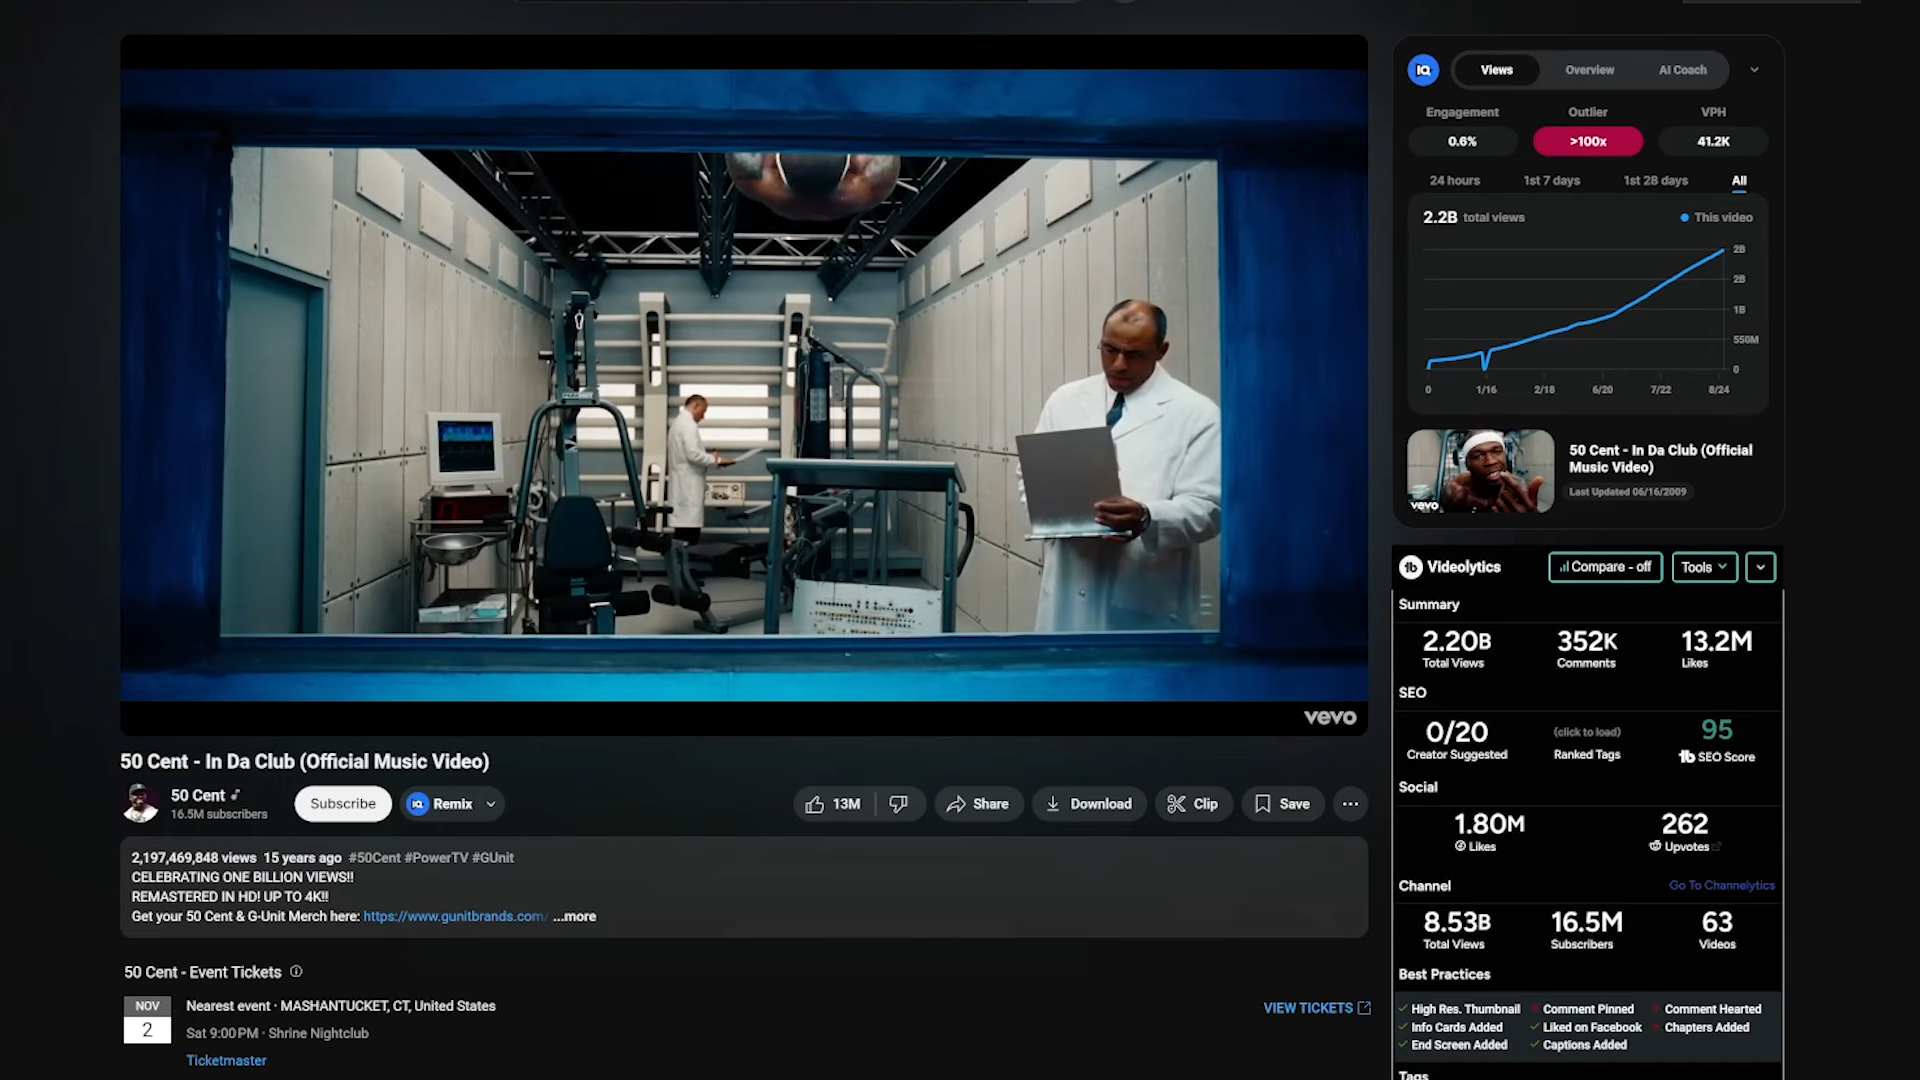 vevo
50 Cent - In Da Club (Official Music Video)
50 Cent
16.5M subscribers
Subscribe
IQ Remix
13M
Share
Download
Clip
Save
2,197,469,848 views 15 years ago #50Cent #PowerTV #GUnit
CELEBRATING ONE BILLION VIEWS!!
REMASTERED IN HD! UP TO 4K!!
Get your 50 Cent & G-Unit Merch here: https://www.gunitbrands.com/ ...more
50 Cent - Event Tickets
NOV
2
Nearest event · MASHANTUCKET, CT, United States
Sat 9:00 PM · Shrine Nightclub
Ticketmaster
VIEW TICKETS
IQ Views Overview AI Coach
Engagement Outlier VPH
0.6% >100x 41.2K
24 hours 1st 7 days 1st 28 days All
2.2B total views This video
2B
2B
1B
550M
0
0 1/16 2/18 6/20 7/22 8/24
vevo
50 Cent - In Da Club (Official
Music Video)
Last Updated 06/16/2009
tb Videolytics Compare - off Tools
Summary
2.20B 352K 13.2M
Total Views Comments Likes
SEO
0/20 (click to load) 95
Creator Suggested Ranked Tags tb SEO Score
Social
1.80M 262
Likes Upvotes
Channel Go To Channelytics
8.53B 16.5M 63
Total Views Subscribers Videos
Best Practices
High Res. Thumbnail Comment Pinned Comment Hearted
Info Cards Added Liked on Facebook Chapters Added
End Screen Added Captions Added
Tags